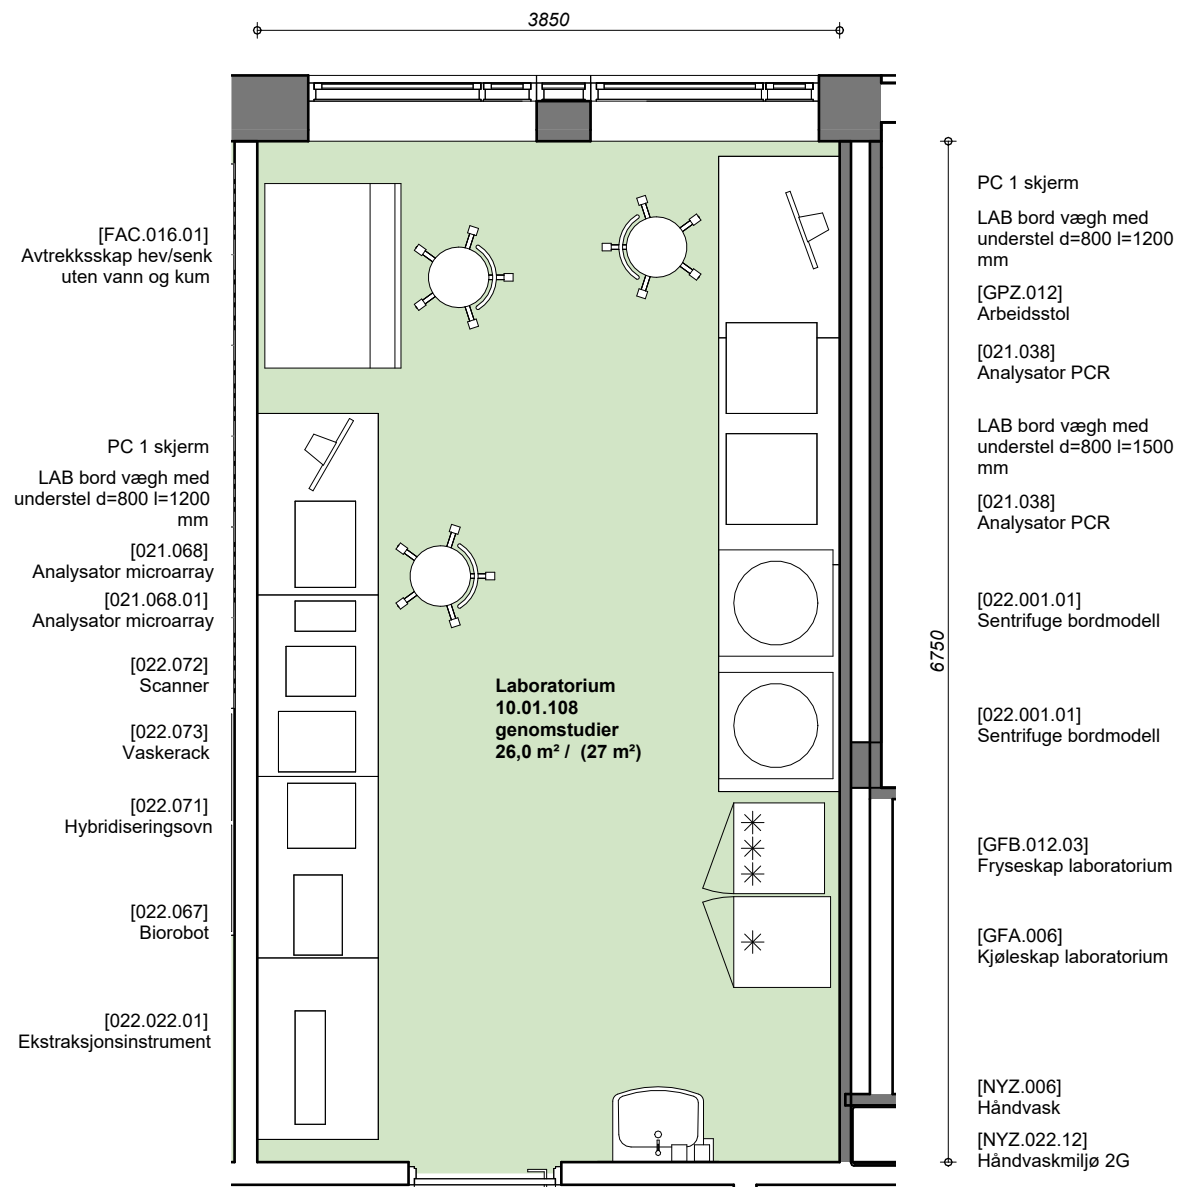 3850
[FAC.016.01]
Avtrekksskap hev/senk
uten vann og kum
PC 1 skjerm
LAB bord vægh med
understel d=800 l=1200
mm
[021.068]
Analysator microarray
[021.068.01]
Analysator microarray
[022.072]
Scanner
[022.073]
Vaskerack
[022.071]
Hybridiseringsovn
[022.067]
Biorobot
[022.022.01]
Ekstraksjonsinstrument
Laboratorium
10.01.108
genomstudier
26,0 m² /  (27 m²)
6750
PC 1 skjerm
LAB bord vægh med
understel d=800 l=1200
mm
[GPZ.012]
Arbeidsstol
[021.038]
Analysator PCR
LAB bord vægh med
understel d=800 l=1500
mm
[021.038]
Analysator PCR
[022.001.01]
Sentrifuge bordmodell
[022.001.01]
Sentrifuge bordmodell
[GFB.012.03]
Fryseskap laboratorium
[GFA.006]
Kjøleskap laboratorium
[NYZ.006]
Håndvask
[NYZ.022.12]
Håndvaskmiljø 2G